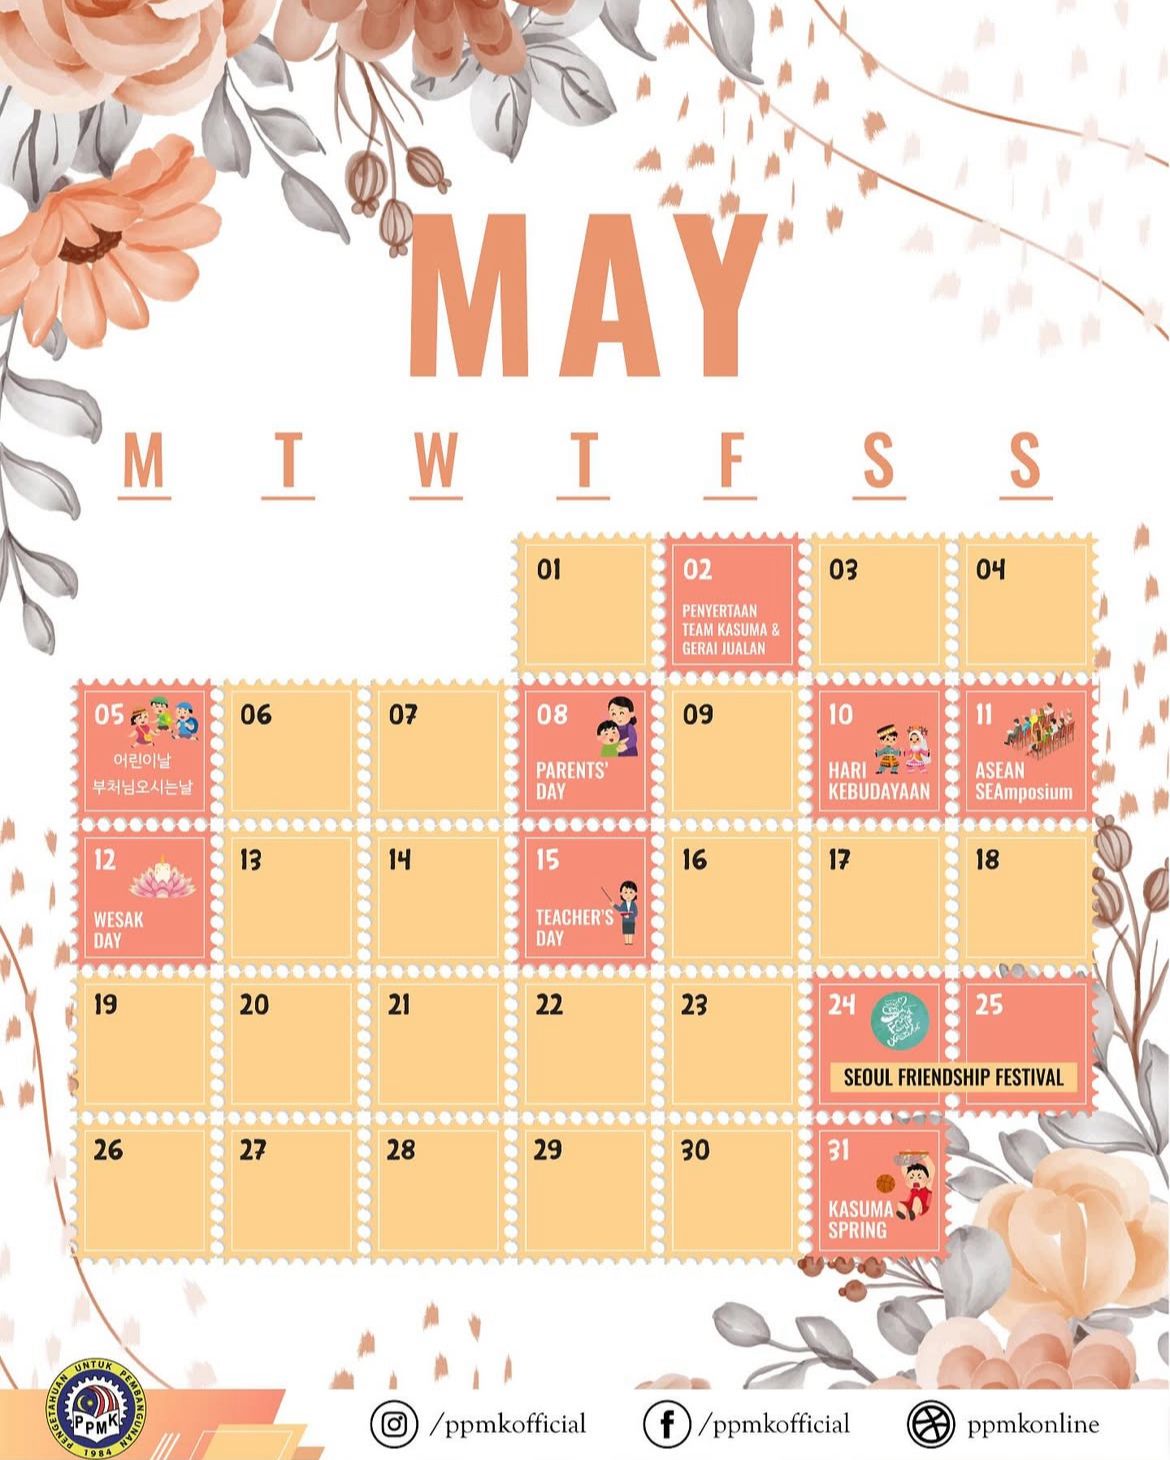 MAY
M T W T F S S
01 02 03 04
PENYERTAAN
TEAM KASUMA &
GERAI JUALAN
05 06 07 08 09 10 11
어린이날
부처님오시는날
PARENTS'
DAY
HARI
KEBUDAYAAN
ASEAN
SEAmposium
12 13 14 15 16 17 18
WESAK
DAY
TEACHER'S
DAY
19 20 21 22 23 24 25
SEOUL FRIENDSHIP FESTIVAL
26 27 28 29 30 31
KASUMA
SPRING
PENGETAHUAN UNTUK PEMBANGUNAN
PPMK
1984
/ppmkofficial
/ppmkofficial
ppmkonline